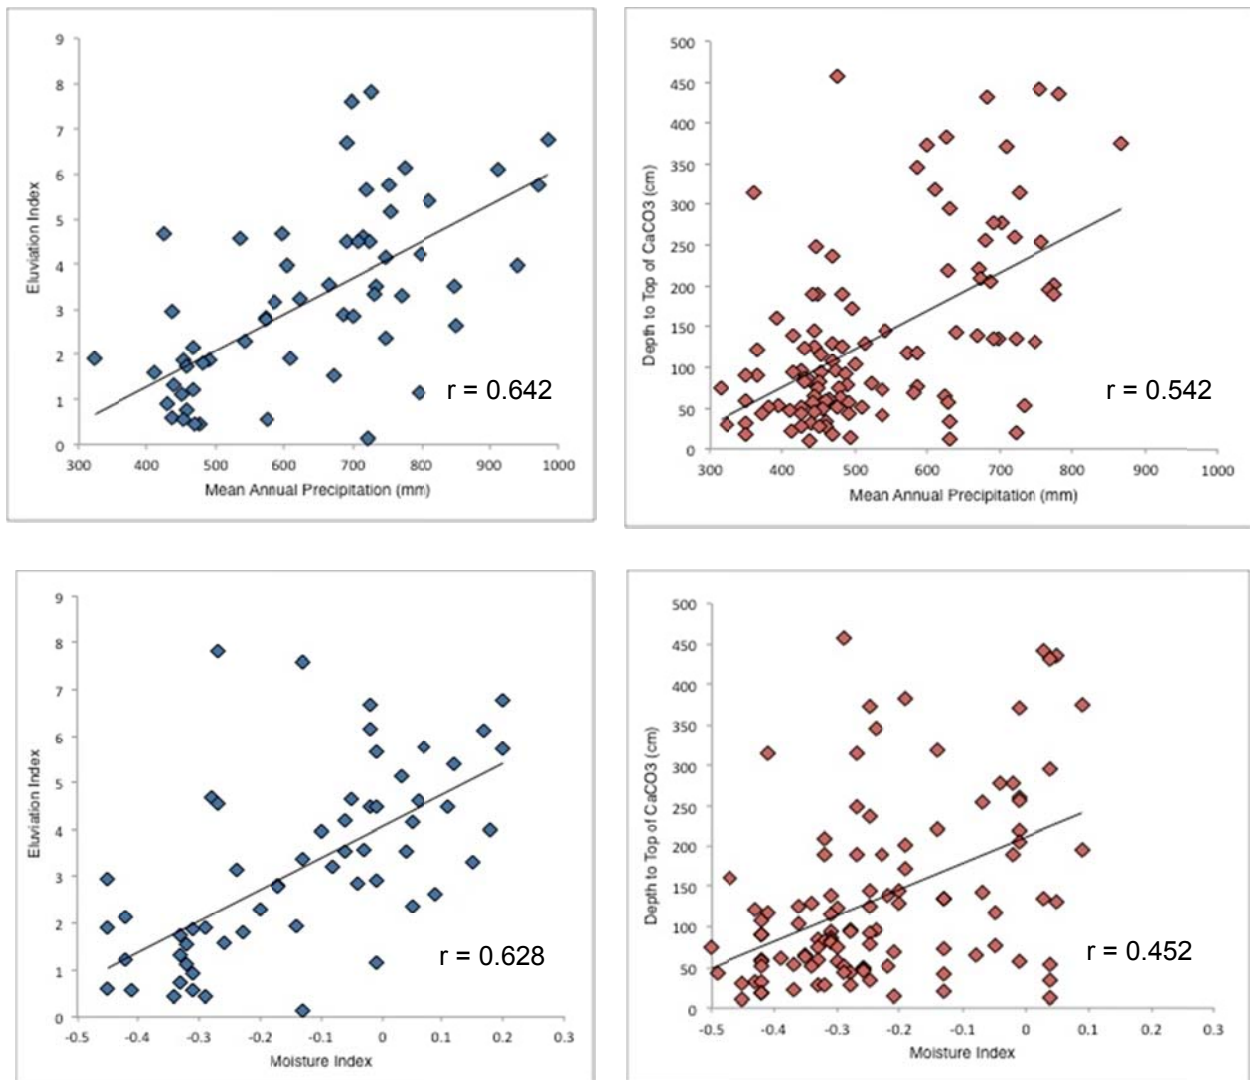 9
8
7
6
5
4
3
2
1
0
Eluviation Index
300 400 500 600 700 800 900 1000
Mean Annual Precipitation (mm)
r = 0.642
500
450
400
350
300
250
200
150
100
50
0
Depth to Top of CaCO3 (cm)
300 400 500 600 700 800 900 1000
Mean Annual Precipitation (mm)
r = 0.542
9
8
7
6
5
4
3
2
1
0
Eluviation Index
-0.5 -0.4 -0.3 -0.2 -0.1 0 0.1 0.2 0.3
Moisture Index
r = 0.628
500
450
400
350
300
250
200
150
100
50
0
Depth to Top of CaCO3 (cm)
-0.5 -0.4 -0.3 -0.2 -0.1 0 0.1 0.2 0.3
Moisture Index
r = 0.452